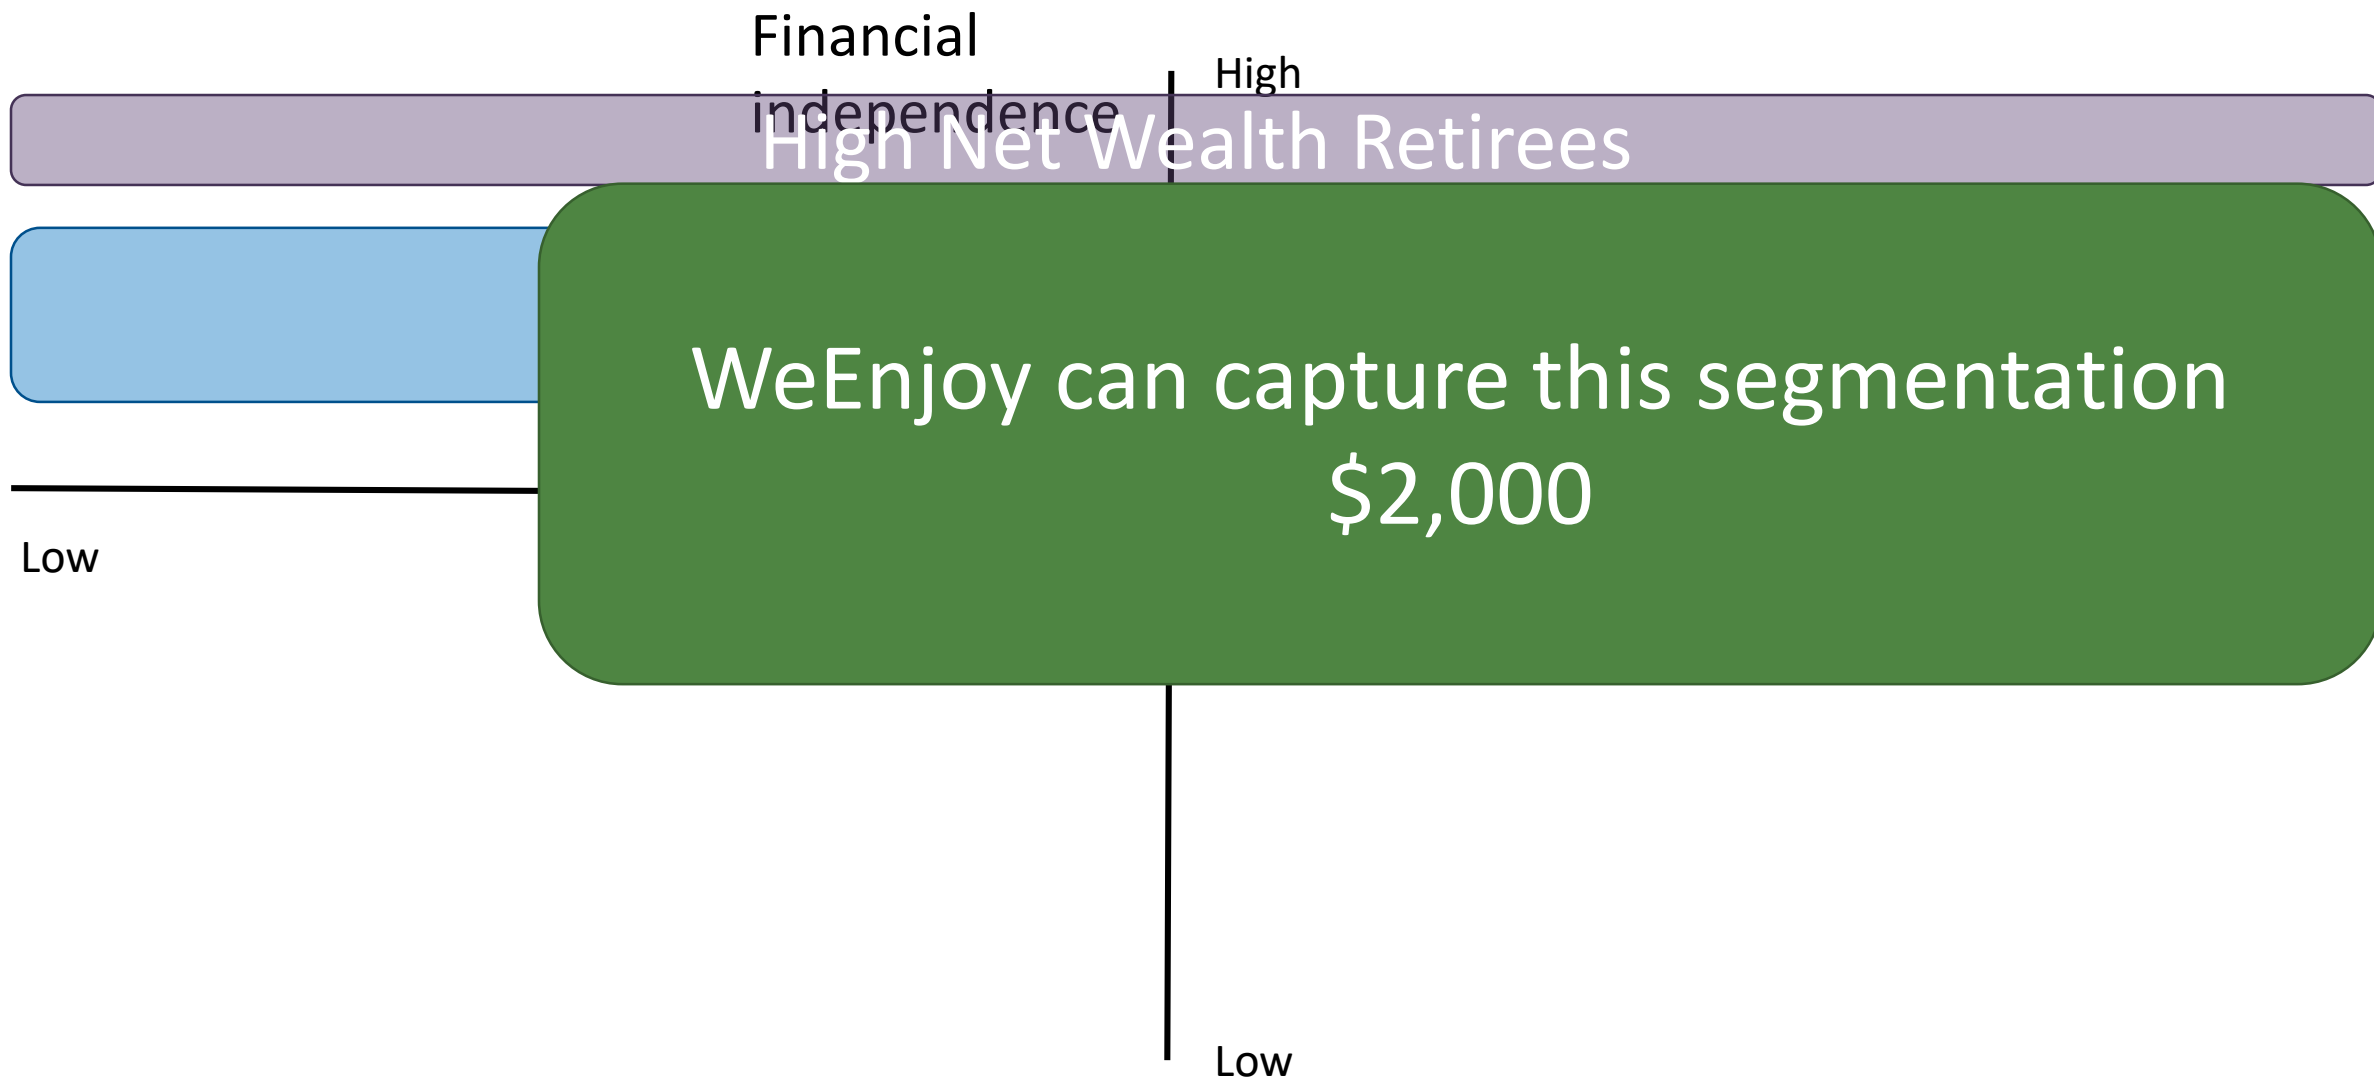 Financial
independence
High
High Net Wealth Retirees
WeEnjoy can capture this segmentation
$2,000
Low
Low